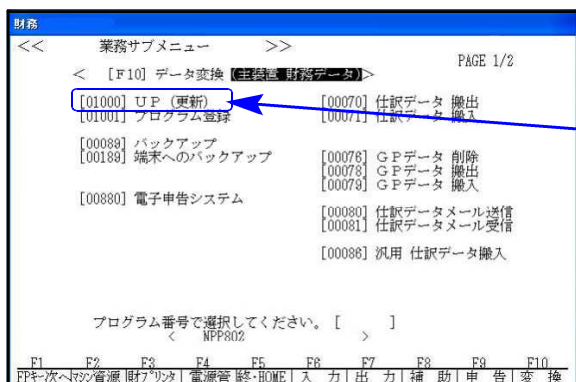 財務
<<　業務サブメニュー　>>
PAGE 1/2
< [F10] データ変換 (主装置 財務データ)>
[01000] UP (更新)　[00070] 仕訳データ 搬出
[01001] プログラム登録　[00071] 仕訳データ 搬入
[00089] バックアップ
[00189] 端末へのバックアップ　[00076] GPデータ 削除
[00078] GPデータ 搬出
[00079] GPデータ 搬入
[00880] 電子申告システム
[00080] 仕訳データメール送信
[00081] 仕訳データメール受信
[00086] 汎用 仕訳データ搬入
プログラム番号で選択してください。 [　]
< NPP802 >
F1 F2 F3 F4 F5 F6 F7 F8 F9 F10
FPキー次へ マシン資源 財プリンタ 電源管 終・HOME 入 力 出 力 補 助 申 告 変 換